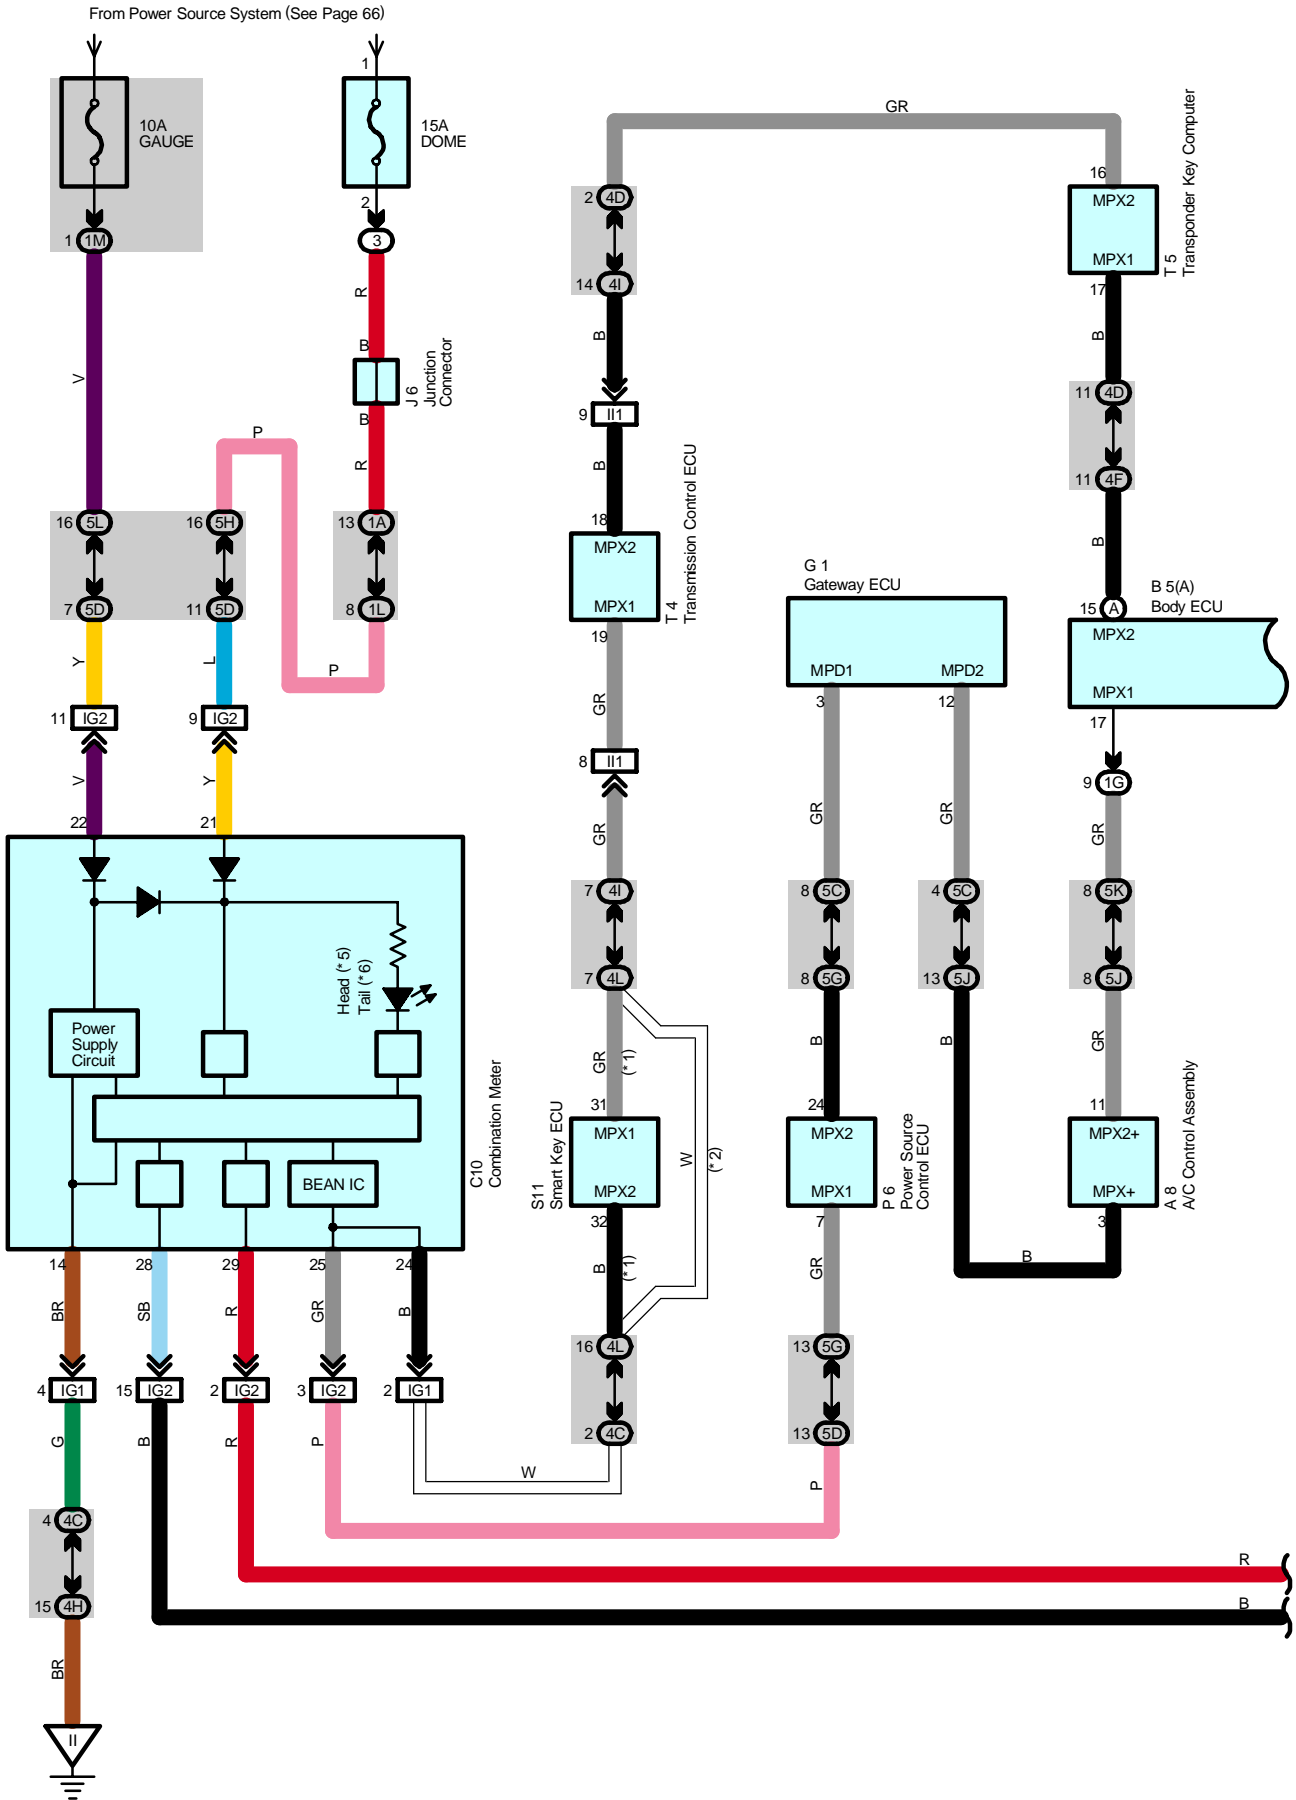 From Power Source System (See Page 66)
10A
GAUGE
1
15A
DOME
2
1 1M
3
V
R
B
J 6
Junction
Connector
B
R
P
16 5L
16 5H
13 1A
7 5D
11 5D
8 1L
Y
L
P
11 IG2
9 IG2
V
Y
22
21
Head (*5)
Tail (*6)
Power
Supply
Circuit
BEAN IC
C10
Combination Meter
14
28
29
25
24
BR
SB
R
GR
B
4 IG1
15 IG2
2 IG2
3 IG2
2 IG1
G
B
R
P
W
4 4C
15 4H
BR
II
GR
2 4D
14 4I
B
9 II1
B
18
MPX2
MPX1
T 4
Transmission Control ECU
19
GR
8 II1
GR
7 4I
7 4L
GR
(*1)
W
(*2)
31
MPX1
MPX2
S11
Smart Key ECU
32
B
(*1)
16 4L
2 4C
G 1
Gateway ECU
MPD1
MPD2
3
12
GR
GR
8 5C
4 5C
8 5G
13 5J
B
B
24
MPX2
MPX1
P 6
Power Source
Control ECU
7
GR
13 5G
13 5D
P
B
16
MPX2
MPX1
T 5
Transponder Key Computer
17
B
11 4D
11 4F
B
15 A
B 5(A)
Body ECU
MPX2
MPX1
17
9 1G
GR
8 5K
8 5J
GR
11
MPX2+
MPX+
A 8
A/C Control Assembly
3
R
B